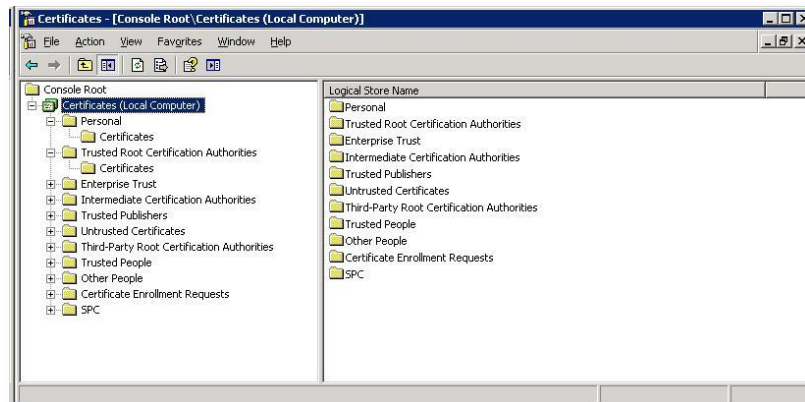 Certificates - [Console Root\Certificates (Local Computer)]
File Action View Favorites Window Help
Console Root
Certificates (Local Computer)
Personal
Certificates
Trusted Root Certification Authorities
Certificates
Enterprise Trust
Intermediate Certification Authorities
Trusted Publishers
Untrusted Certificates
Third-Party Root Certification Authorities
Trusted People
Other People
Certificate Enrollment Requests
SPC
Logical Store Name
Personal
Trusted Root Certification Authorities
Enterprise Trust
Intermediate Certification Authorities
Trusted Publishers
Untrusted Certificates
Third-Party Root Certification Authorities
Trusted People
Other People
Certificate Enrollment Requests
SPC